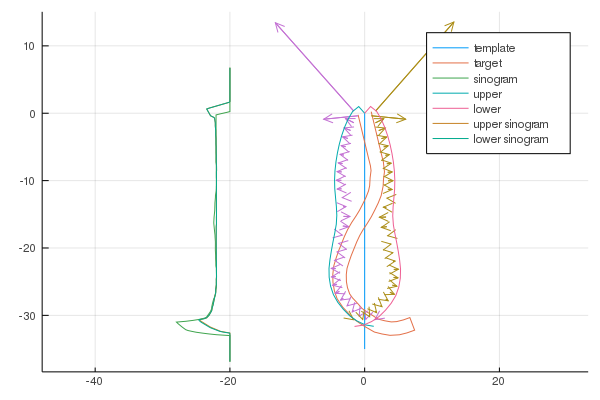 10
0
-10
-20
-30
-40
-20
0
20
template
target
sinogram
upper
lower
upper sinogram
lower sinogram